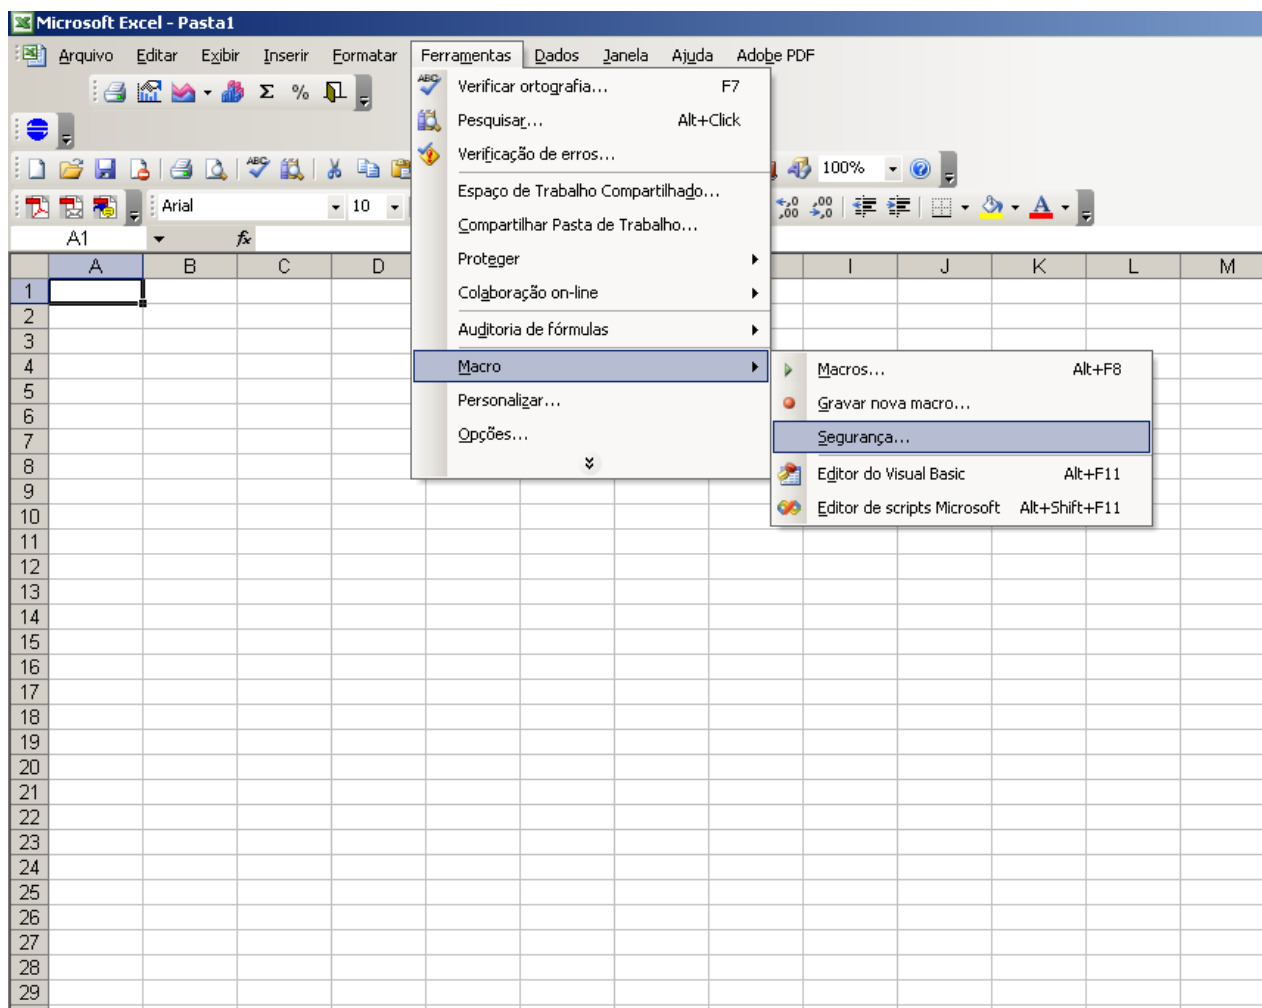 Microsoft Excel - Pasta1
Arquivo Editar Exibir Inserir Formatar Ferramentas Dados Janela Ajuda Adobe PDF
Σ %
ABC 100%
Arial 10 A
A1 fx
A B C D I J K L M
Verificar ortografia... F7
Pesquisar... Alt+Click
Verificação de erros...
Espaço de Trabalho Compartilhado...
Compartilhar Pasta de Trabalho...
Proteger
Colaboração on-line
Auditoria de fórmulas
Macro
Personalizar...
Opções...
Macros... Alt+F8
Gravar nova macro...
Segurança...
Editor do Visual Basic Alt+F11
Editor de scripts Microsoft Alt+Shift+F11
1
2
3
4
5
6
7
8
9
10
11
12
13
14
15
16
17
18
19
20
21
22
23
24
25
26
27
28
29